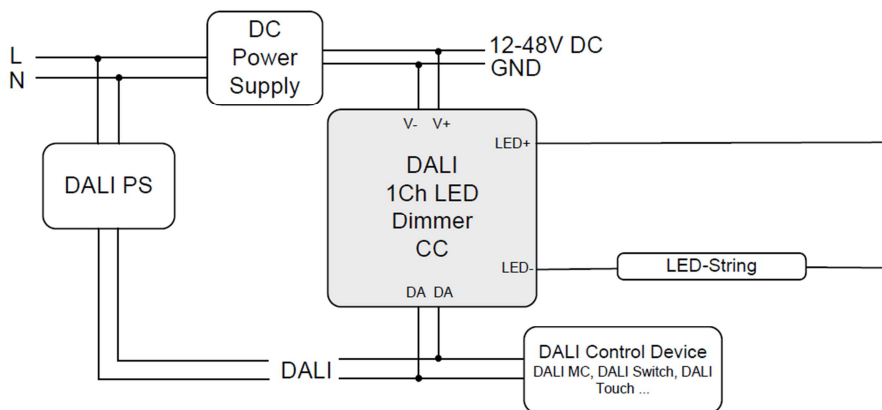 L
N
DC
Power
Supply
12-48V DC
GND
DALI PS
V- V+
LED+
DALI
1Ch LED
Dimmer
CC
LED-
LED-String
DA DA
DALI
DALI Control Device
DALI MC, DALI Switch, DALI
Touch ...